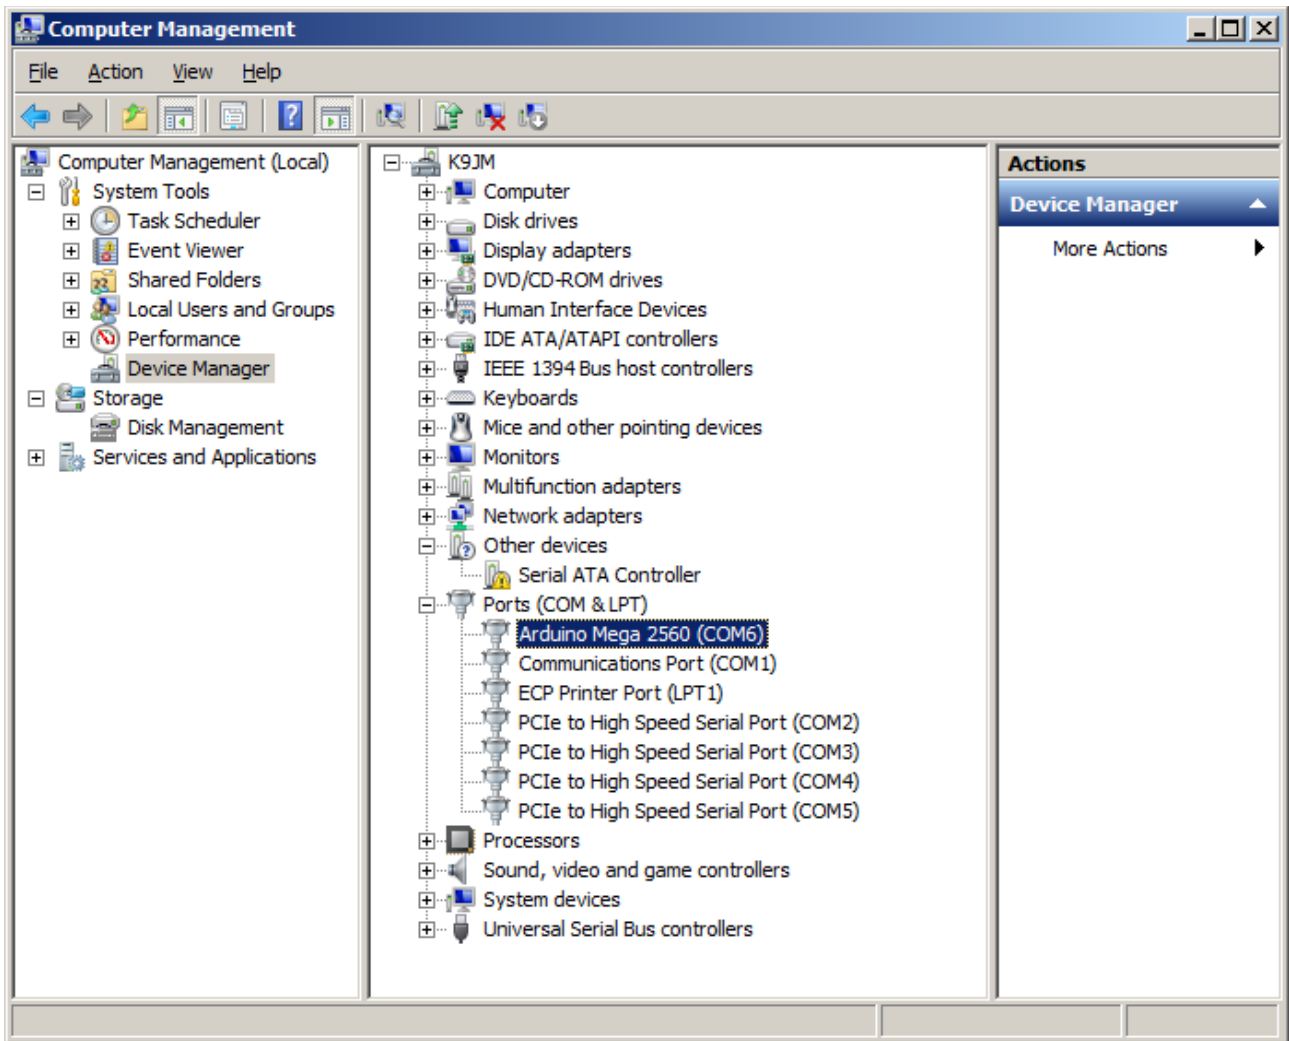 Computer Management
File Action View Help
Computer Management (Local)
System Tools
Task Scheduler
Event Viewer
Shared Folders
Local Users and Groups
Performance
Device Manager
Storage
Disk Management
Services and Applications
K9JM
Computer
Disk drives
Display adapters
DVD/CD-ROM drives
Human Interface Devices
IDE ATA/ATAPI controllers
IEEE 1394 Bus host controllers
Keyboards
Mice and other pointing devices
Monitors
Multifunction adapters
Network adapters
Other devices
Serial ATA Controller
Ports (COM & LPT)
Arduino Mega 2560 (COM6)
Communications Port (COM1)
ECP Printer Port (LPT1)
PCIe to High Speed Serial Port (COM2)
PCIe to High Speed Serial Port (COM3)
PCIe to High Speed Serial Port (COM4)
PCIe to High Speed Serial Port (COM5)
Processors
Sound, video and game controllers
System devices
Universal Serial Bus controllers
Actions
Device Manager
More Actions